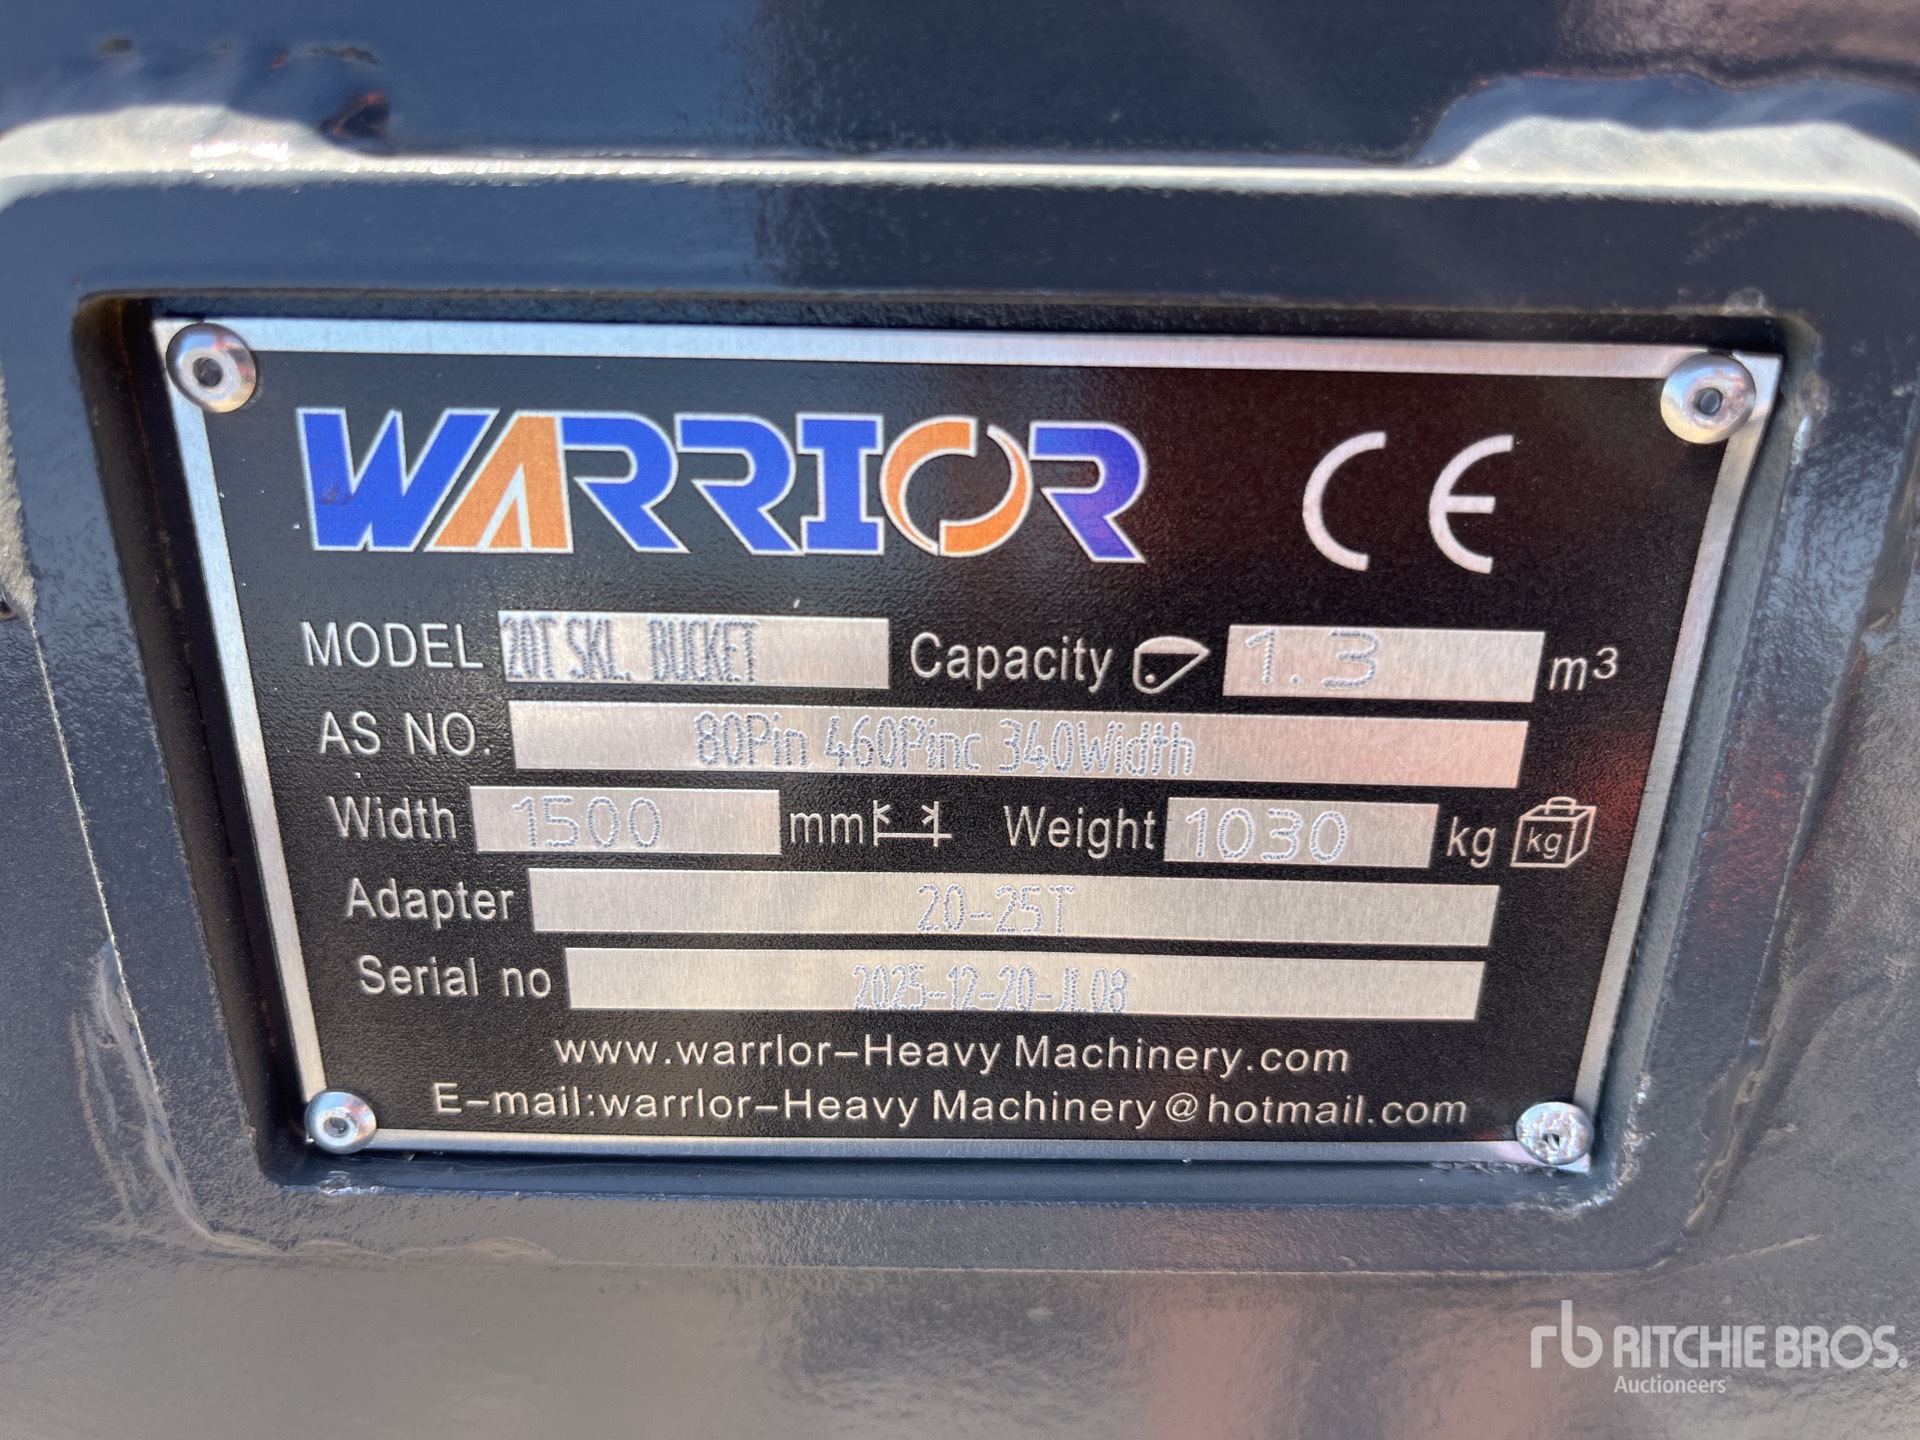 WARRIOR CE
MODEL 20T SKL. BUCKET Capacity 1.3 m³
AS NO. 80Pin 460Pinc 340Width
Width 1500 mm Weight 1030 kg kg
Adapter 20-25T
Serial no 2025-12-20-JL08
www.warrlor-Heavy Machinery.com
E-mail:warrlor-Heavy Machinery@hotmail.com
rb RITCHIE BROS.
Auctioneers